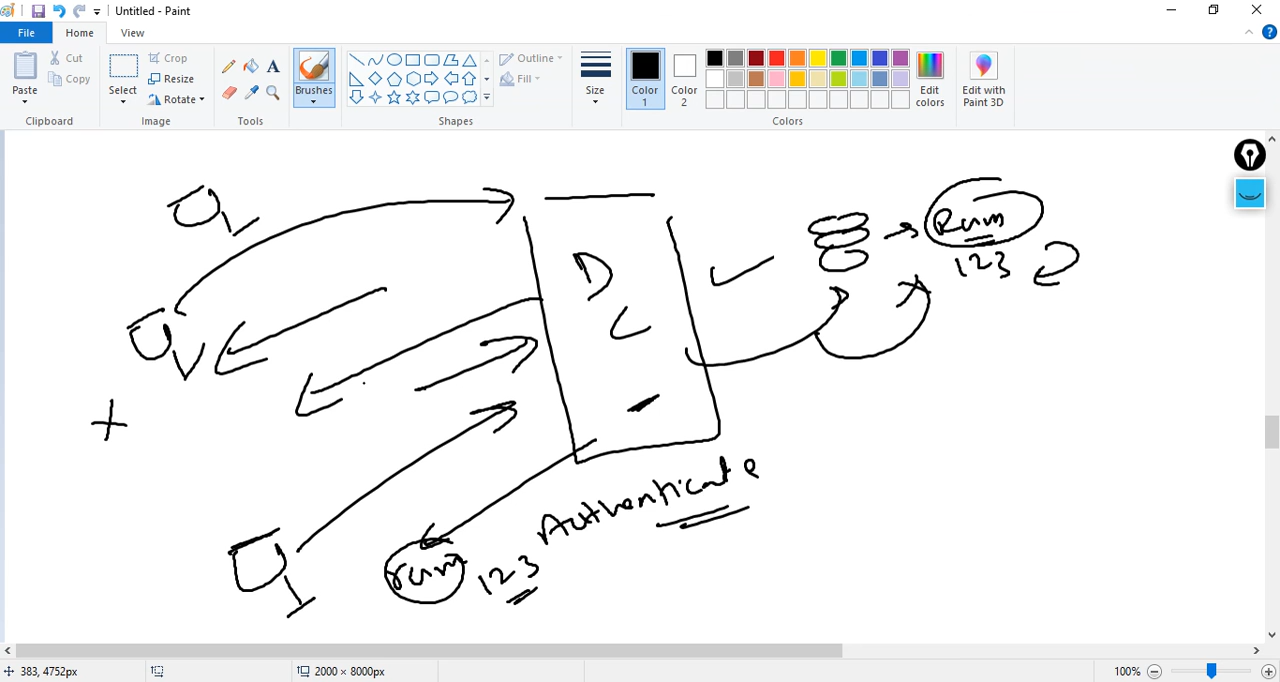 Untitled - Paint
File
Home
View
Paste
Cut
Copy
Clipboard
Select
Crop
Resize
Rotate
Image
Tools
Brushes
Shapes
Outline
Fill
Size
Color 1
Color 2
Edit colors
Edit with Paint 3D
Colors
D
C
123
Authenticate
123
383, 4752px
2000 × 8000px
100%